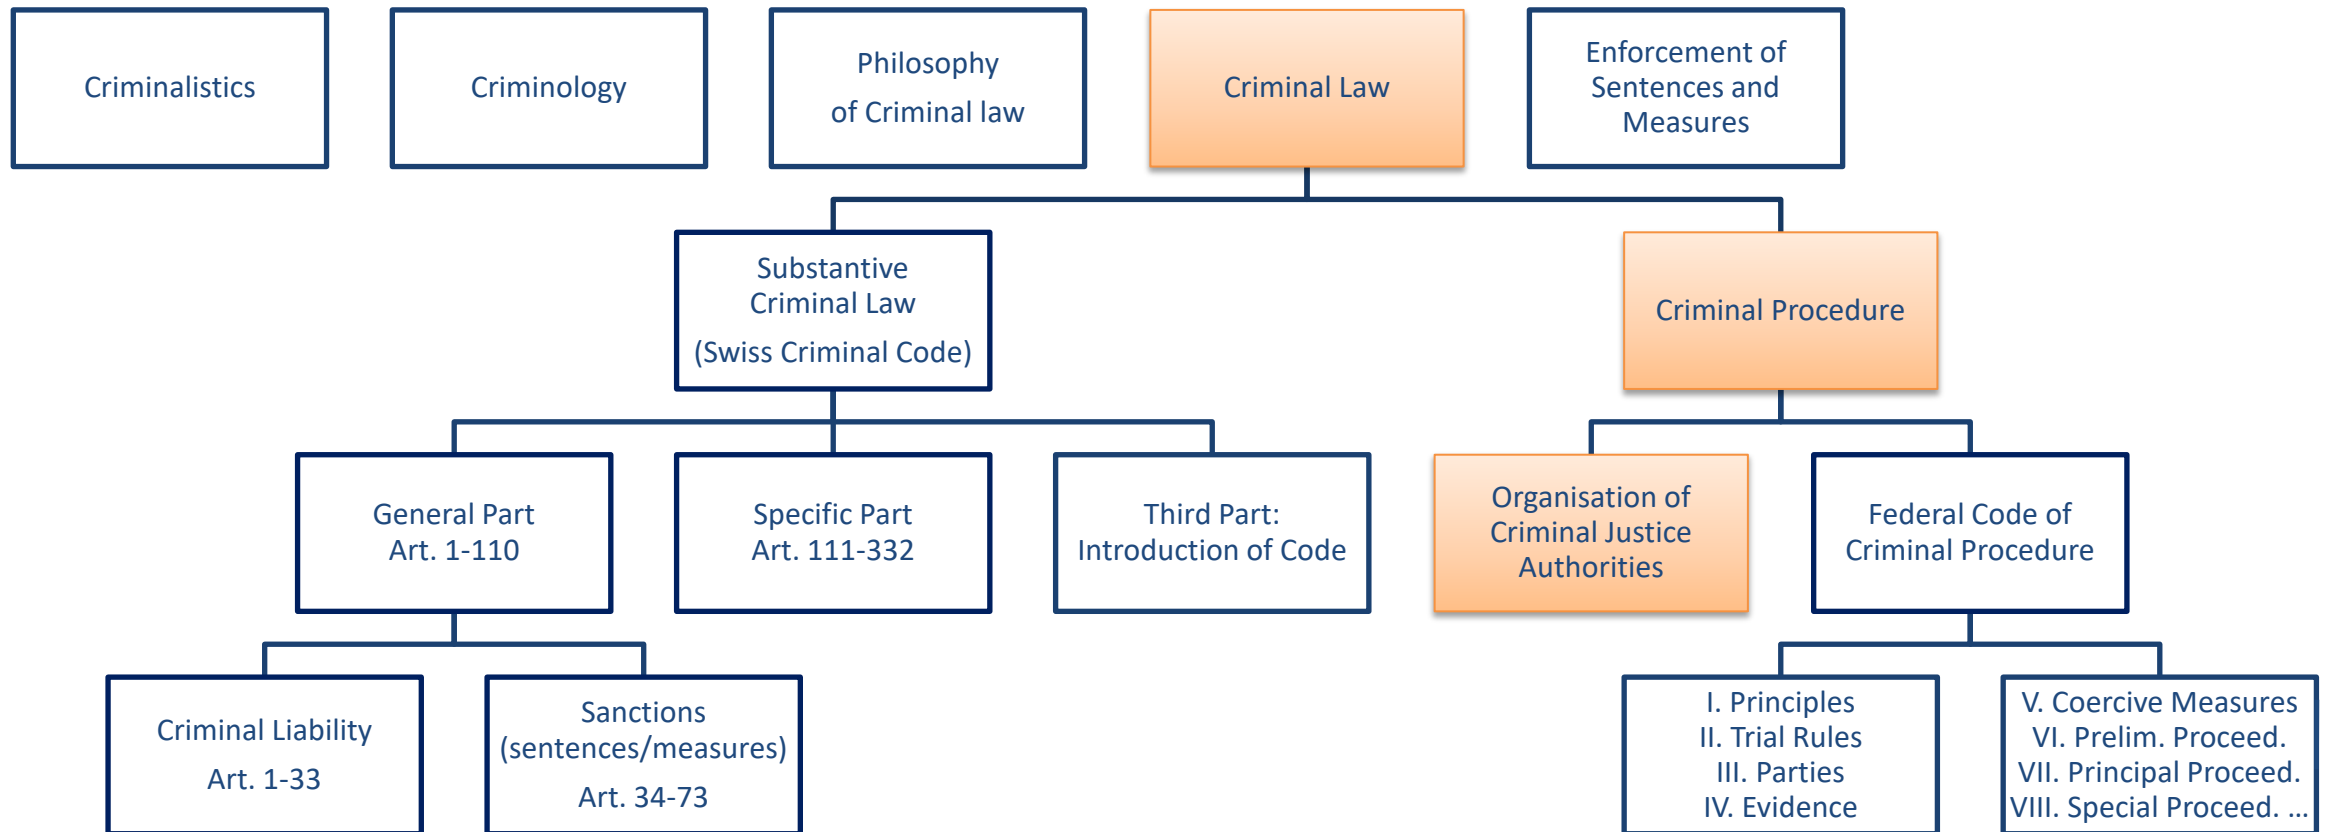 Criminalistics
Criminology
Philosophy
of Criminal law
Criminal Law
Enforcement of
Sentences and
Measures
Substantive
Criminal Law
(Swiss Criminal Code)
Criminal Procedure
General Part
Art. 1-110
Specific Part
Art. 111-332
Third Part:
Introduction of Code
Organisation of
Criminal Justice
Authorities
Federal Code of
Criminal Procedure
Criminal Liability
Art. 1-33
Sanctions
(sentences/measures)
Art. 34-73
I. Principles
II. Trial Rules
III. Parties
IV. Evidence
V. Coercive Measures
VI. Prelim. Proceed.
VII. Principal Proceed.
VIII. Special Proceed. ...